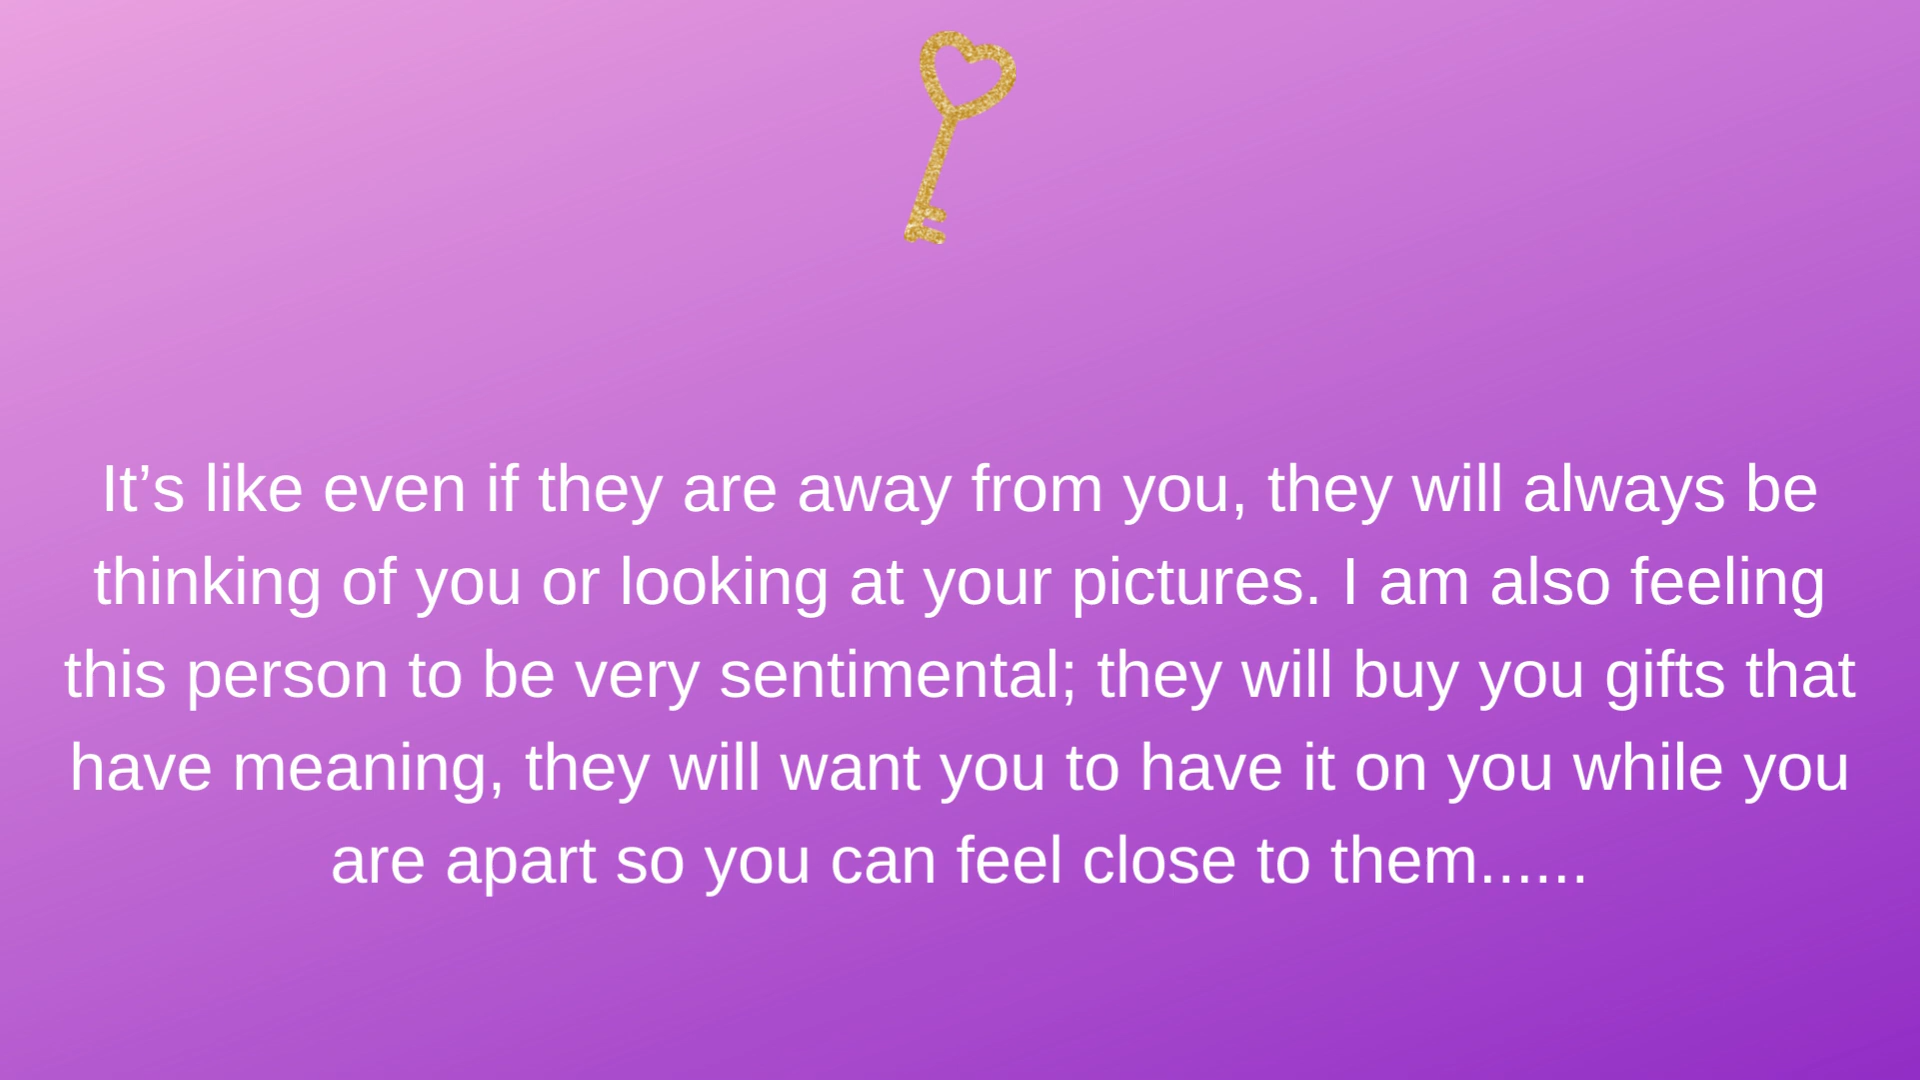 It’s like even if they are away from you, they will always be
thinking of you or looking at your pictures. I am also feeling
this person to be very sentimental; they will buy you gifts that
have meaning, they will want you to have it on you while you
are apart so you can feel close to them......